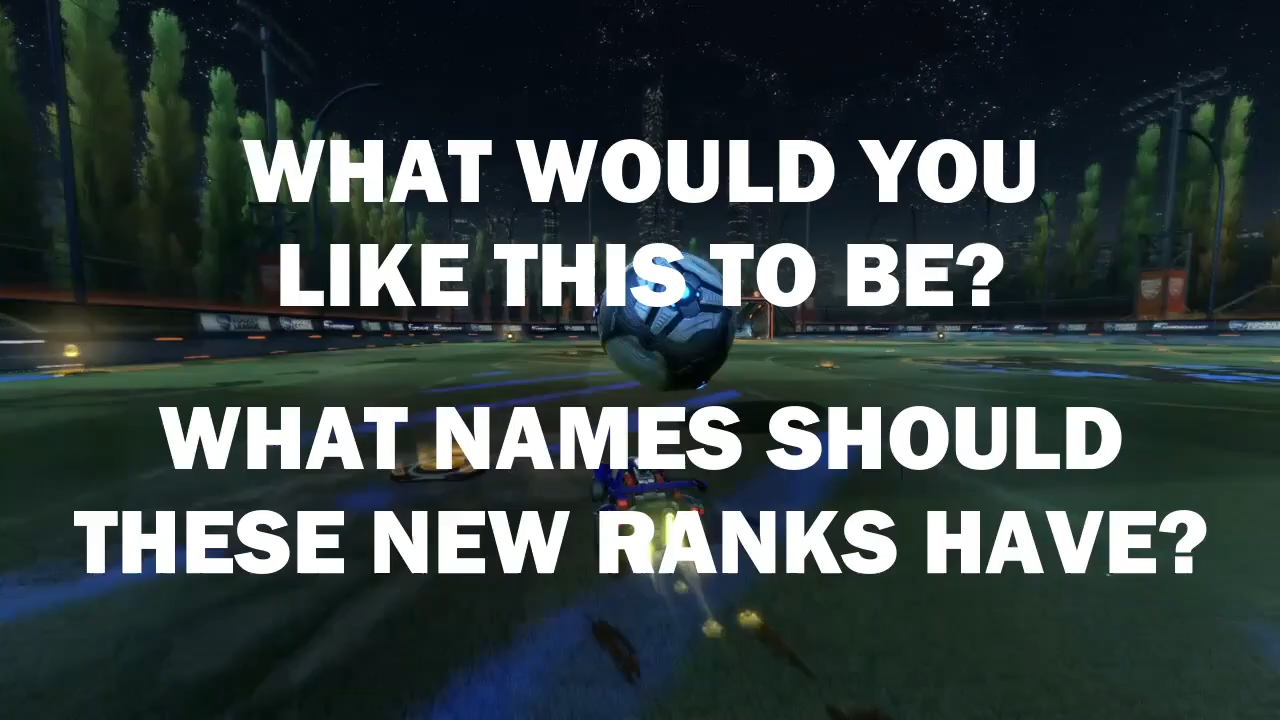 WHAT WOULD YOU
LIKE THIS TO BE?
WHAT NAMES SHOULD
THESE NEW RANKS HAVE?